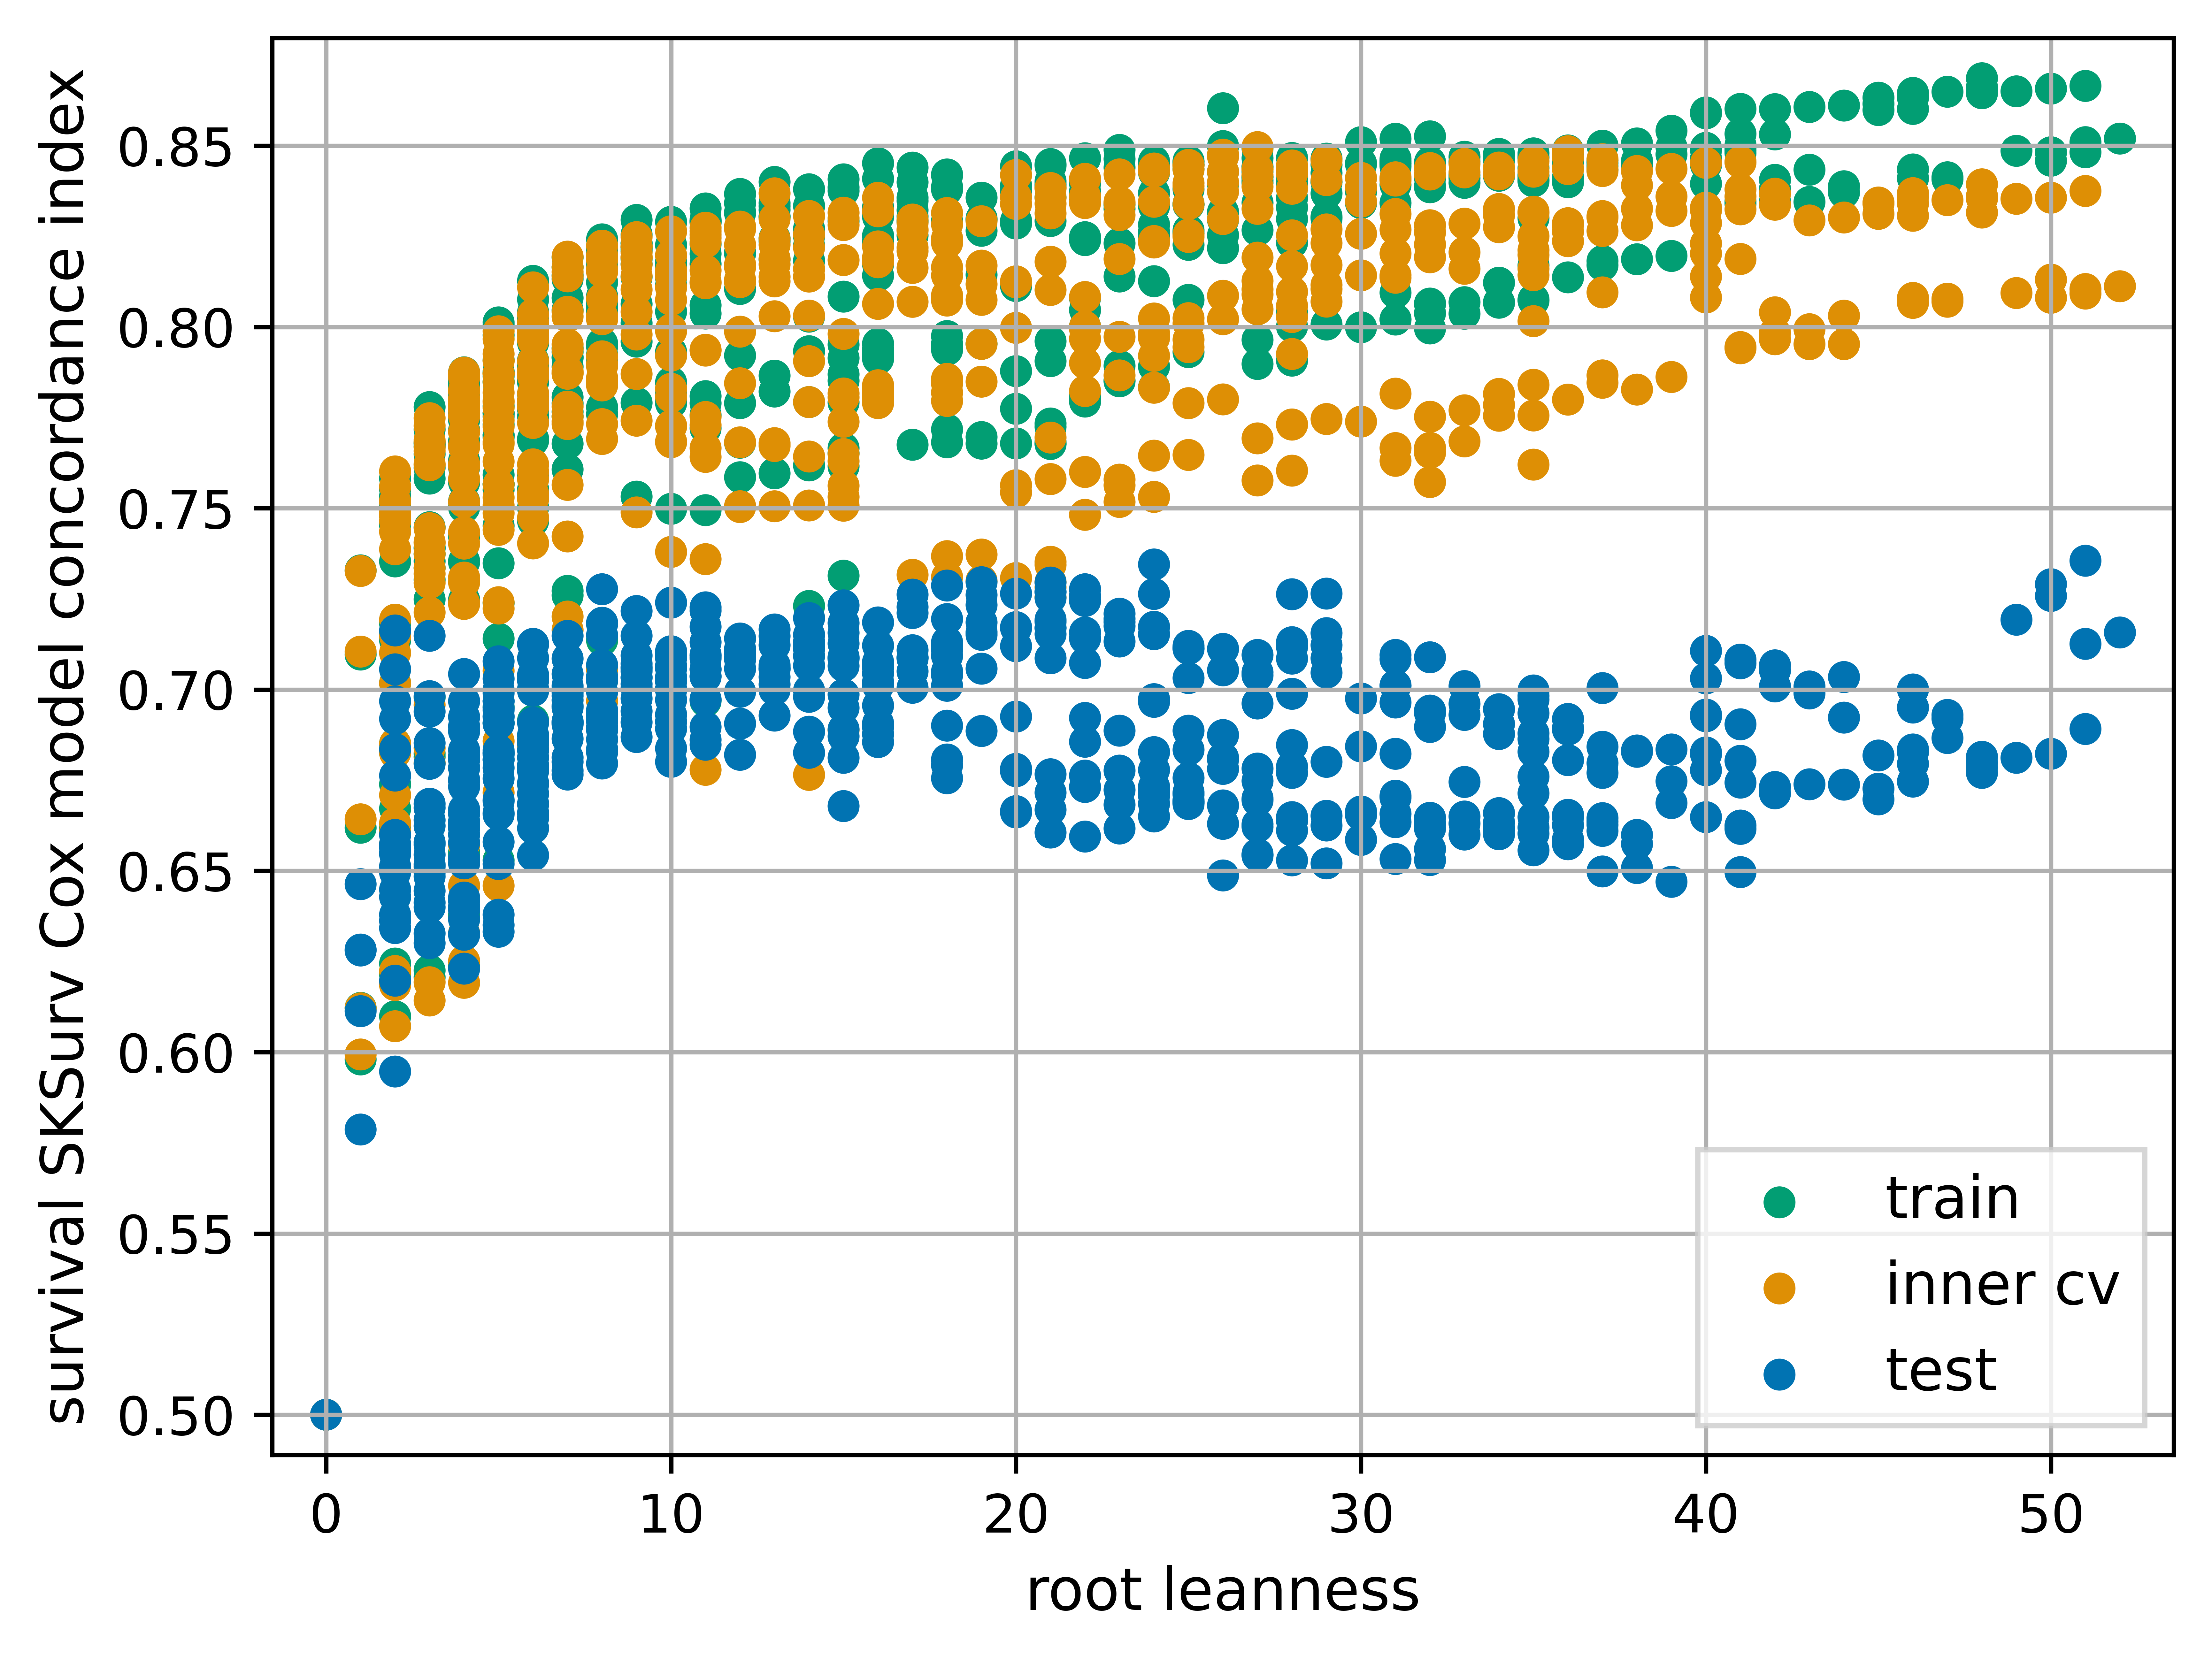 survival SKSurv Cox model concordance index
0.85
0.80
0.75
0.70
0.65
0.60
0.55
0.50
train
inner cv
test
0 10 20 30 40 50
root leanness